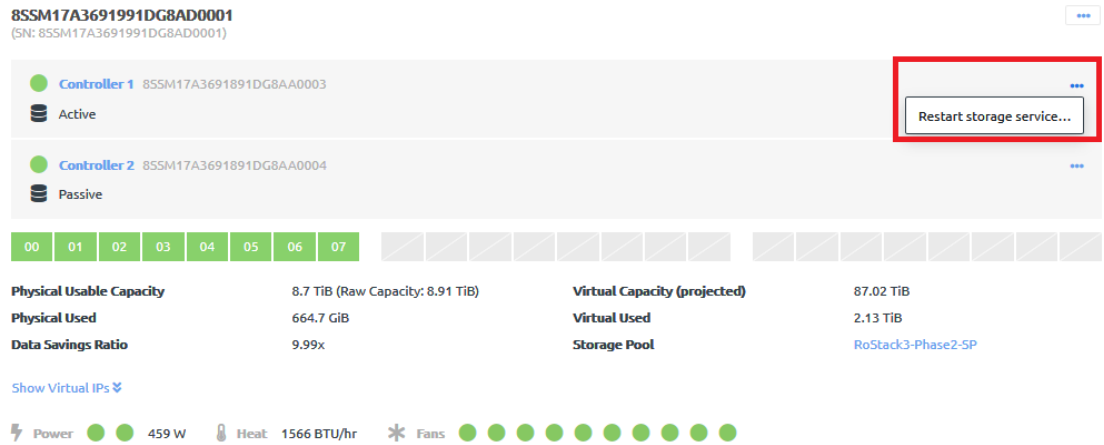 8SSM17A3691991DG8AD0001
(SN: 8SSM17A3691991DG8AD0001)
•••
Controller 1 8SSM17A3691891DG8AA0003
•••
Active
Restart storage service...
Controller 2 8SSM17A3691891DG8AA0004
•••
Passive
00 01 02 03 04 05 06 07
Physical Usable Capacity 8.7 TiB (Raw Capacity: 8.91 TiB) Virtual Capacity (projected) 87.02 TiB
Physical Used 664.7 GiB Virtual Used 2.13 TiB
Data Savings Ratio 9.99x Storage Pool RoStack3-Phase2-SP
Show Virtual IPs
Power 459 W Heat 1566 BTU/hr Fans